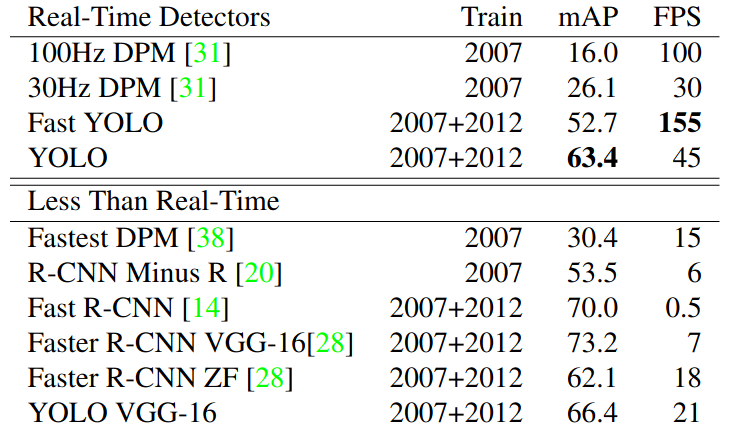 Real-Time Detectors Train mAP FPS
100Hz DPM [31] 2007 16.0 100
30Hz DPM [31] 2007 26.1 30
Fast YOLO 2007+2012 52.7 155
YOLO 2007+2012 63.4 45
Less Than Real-Time
Fastest DPM [38] 2007 30.4 15
R-CNN Minus R [20] 2007 53.5 6
Fast R-CNN [14] 2007+2012 70.0 0.5
Faster R-CNN VGG-16[28] 2007+2012 73.2 7
Faster R-CNN ZF [28] 2007+2012 62.1 18
YOLO VGG-16 2007+2012 66.4 21